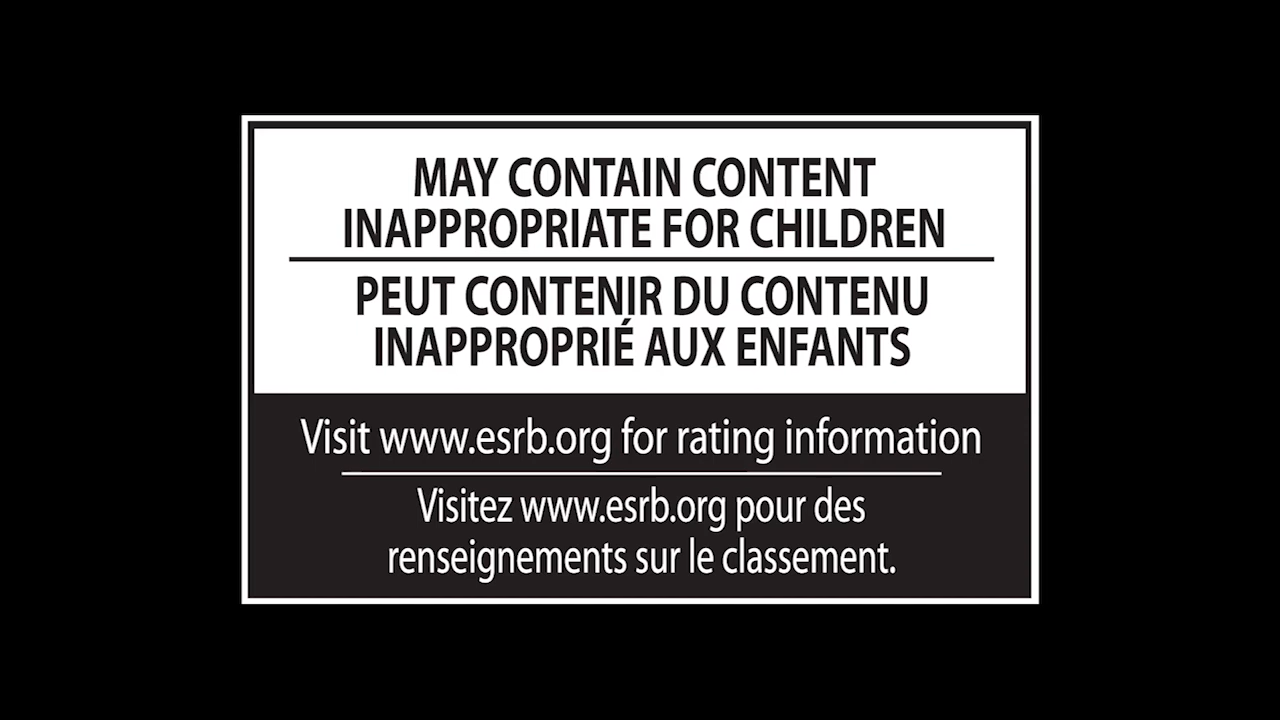 MAY CONTAIN CONTENT
INAPPROPRIATE FOR CHILDREN
PEUT CONTENIR DU CONTENU
INAPPROPRIÉ AUX ENFANTS
Visit www.esrb.org for rating information
Visitez www.esrb.org pour des
renseignements sur le classement.